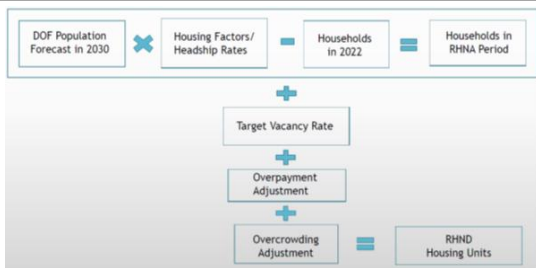 DOF Population
Forecast in 2030
Housing Factors/
Headship Rates
Households
in 2022
Households in
RHNA Period
Target Vacancy Rate
Overpayment
Adjustment
Overcrowding
Adjustment
RHND
Housing Units